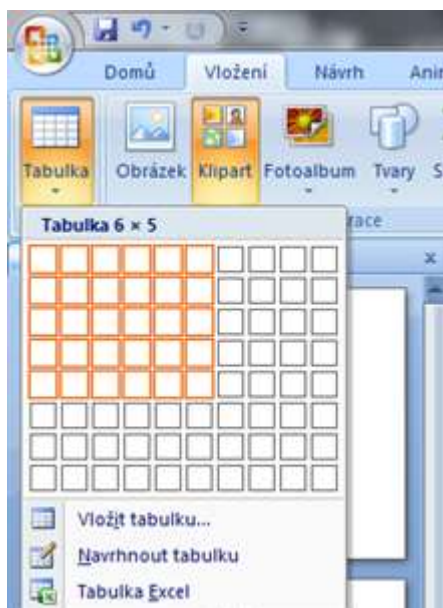 Domů Vložení Návrh
Tabulka Obrázek Klipart Fotoalbum Tvary
Tabulka 6 × 5
Vložit tabulku...
Navrhnout tabulku
Tabulka Excel